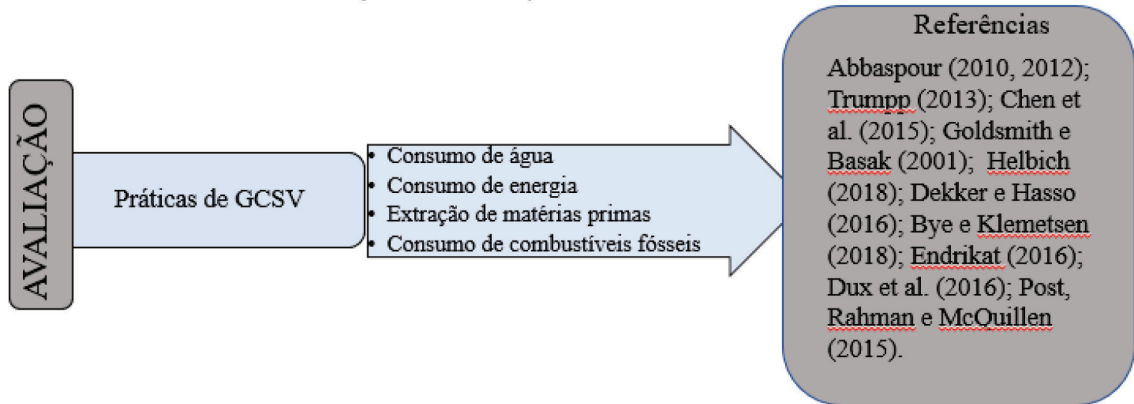 AVALIAÇÃO
Práticas de GCSV
• Consumo de água
• Consumo de energia
• Extração de matérias primas
• Consumo de combustíveis fósseis
Referências
Abbaspour (2010, 2012);
Trumpp (2013); Chen et
al. (2015); Goldsmith e
Basak (2001); Helbich
(2018); Dekker e Hasso
(2016); Bye e Klemetsen
(2018); Endrikat (2016);
Dux et al. (2016); Post,
Rahman e McQuillen
(2015).